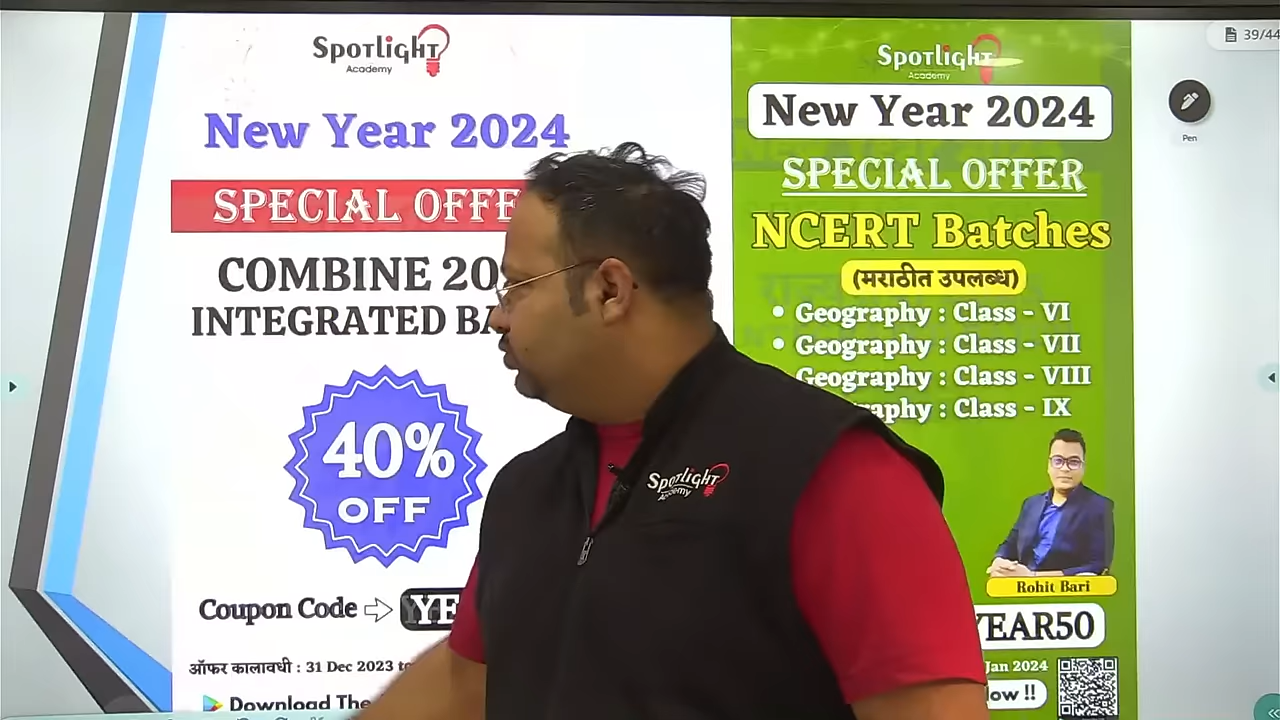 Spotlight
Academy
New Year 2024
SPECIAL OFFE
COMBINE 20
INTEGRATED BA
40%
OFF
Coupon Code
YE
ऑफर कालावधी : 31 Dec 2023 to
Download The
Spotlight
Academy
New Year 2024
SPECIAL OFFER
NCERT Batches
(मराठीत उपलब्ध)
• Geography : Class - VI
• Geography : Class - VII
Geography : Class - VIII
raphy : Class - IX
Rohit Bari
YEAR50
Jan 2024
Now !!
39/44
Pen
Spotlight
Academy